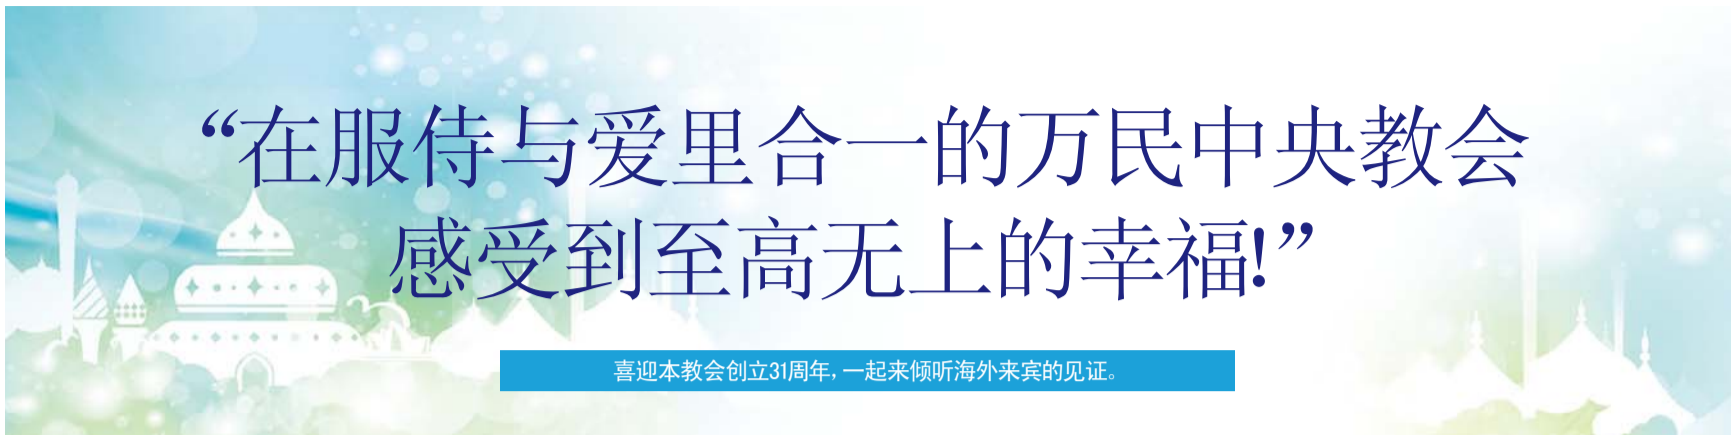 “在服侍与爱里合一的万民中央教会
感受到至高无上的幸福!”
喜迎本教会创立31周年, 一起来倾听海外来宾的见证。